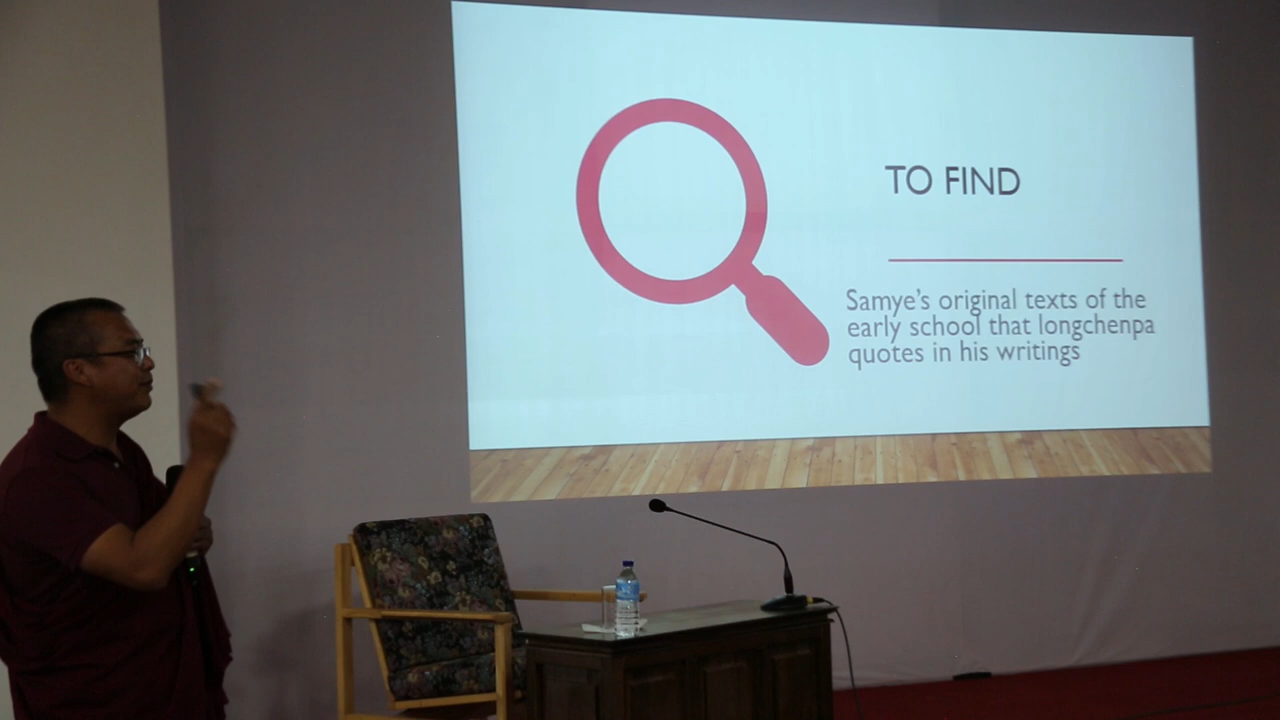 TO FIND
Samye's original texts of the
early school that longchenpa
quotes in his writings